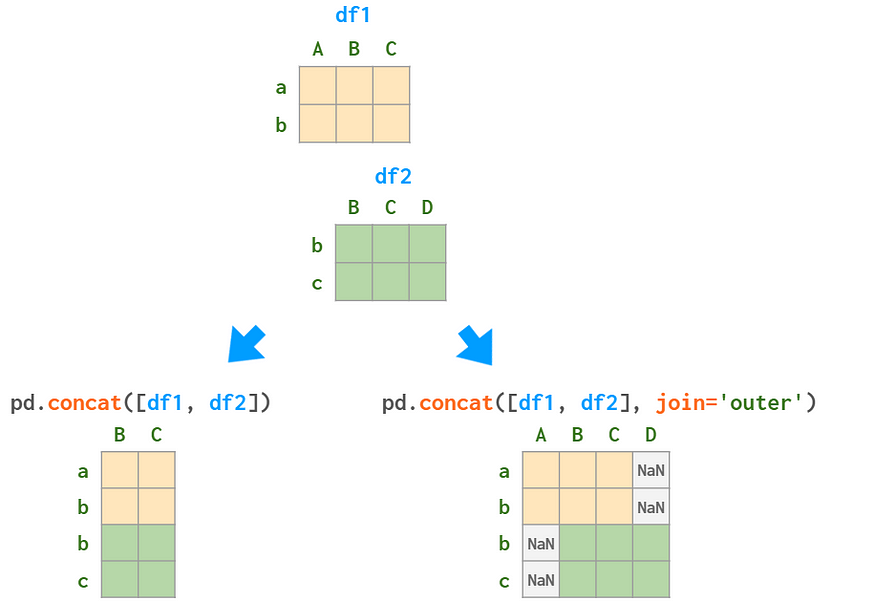 df1
A B C
a
b
df2
B C D
b
c
pd.concat([df1, df2])
B C
a
b
b
c
pd.concat([df1, df2], join='outer')
A B C D
a NaN
b NaN
b NaN
c NaN